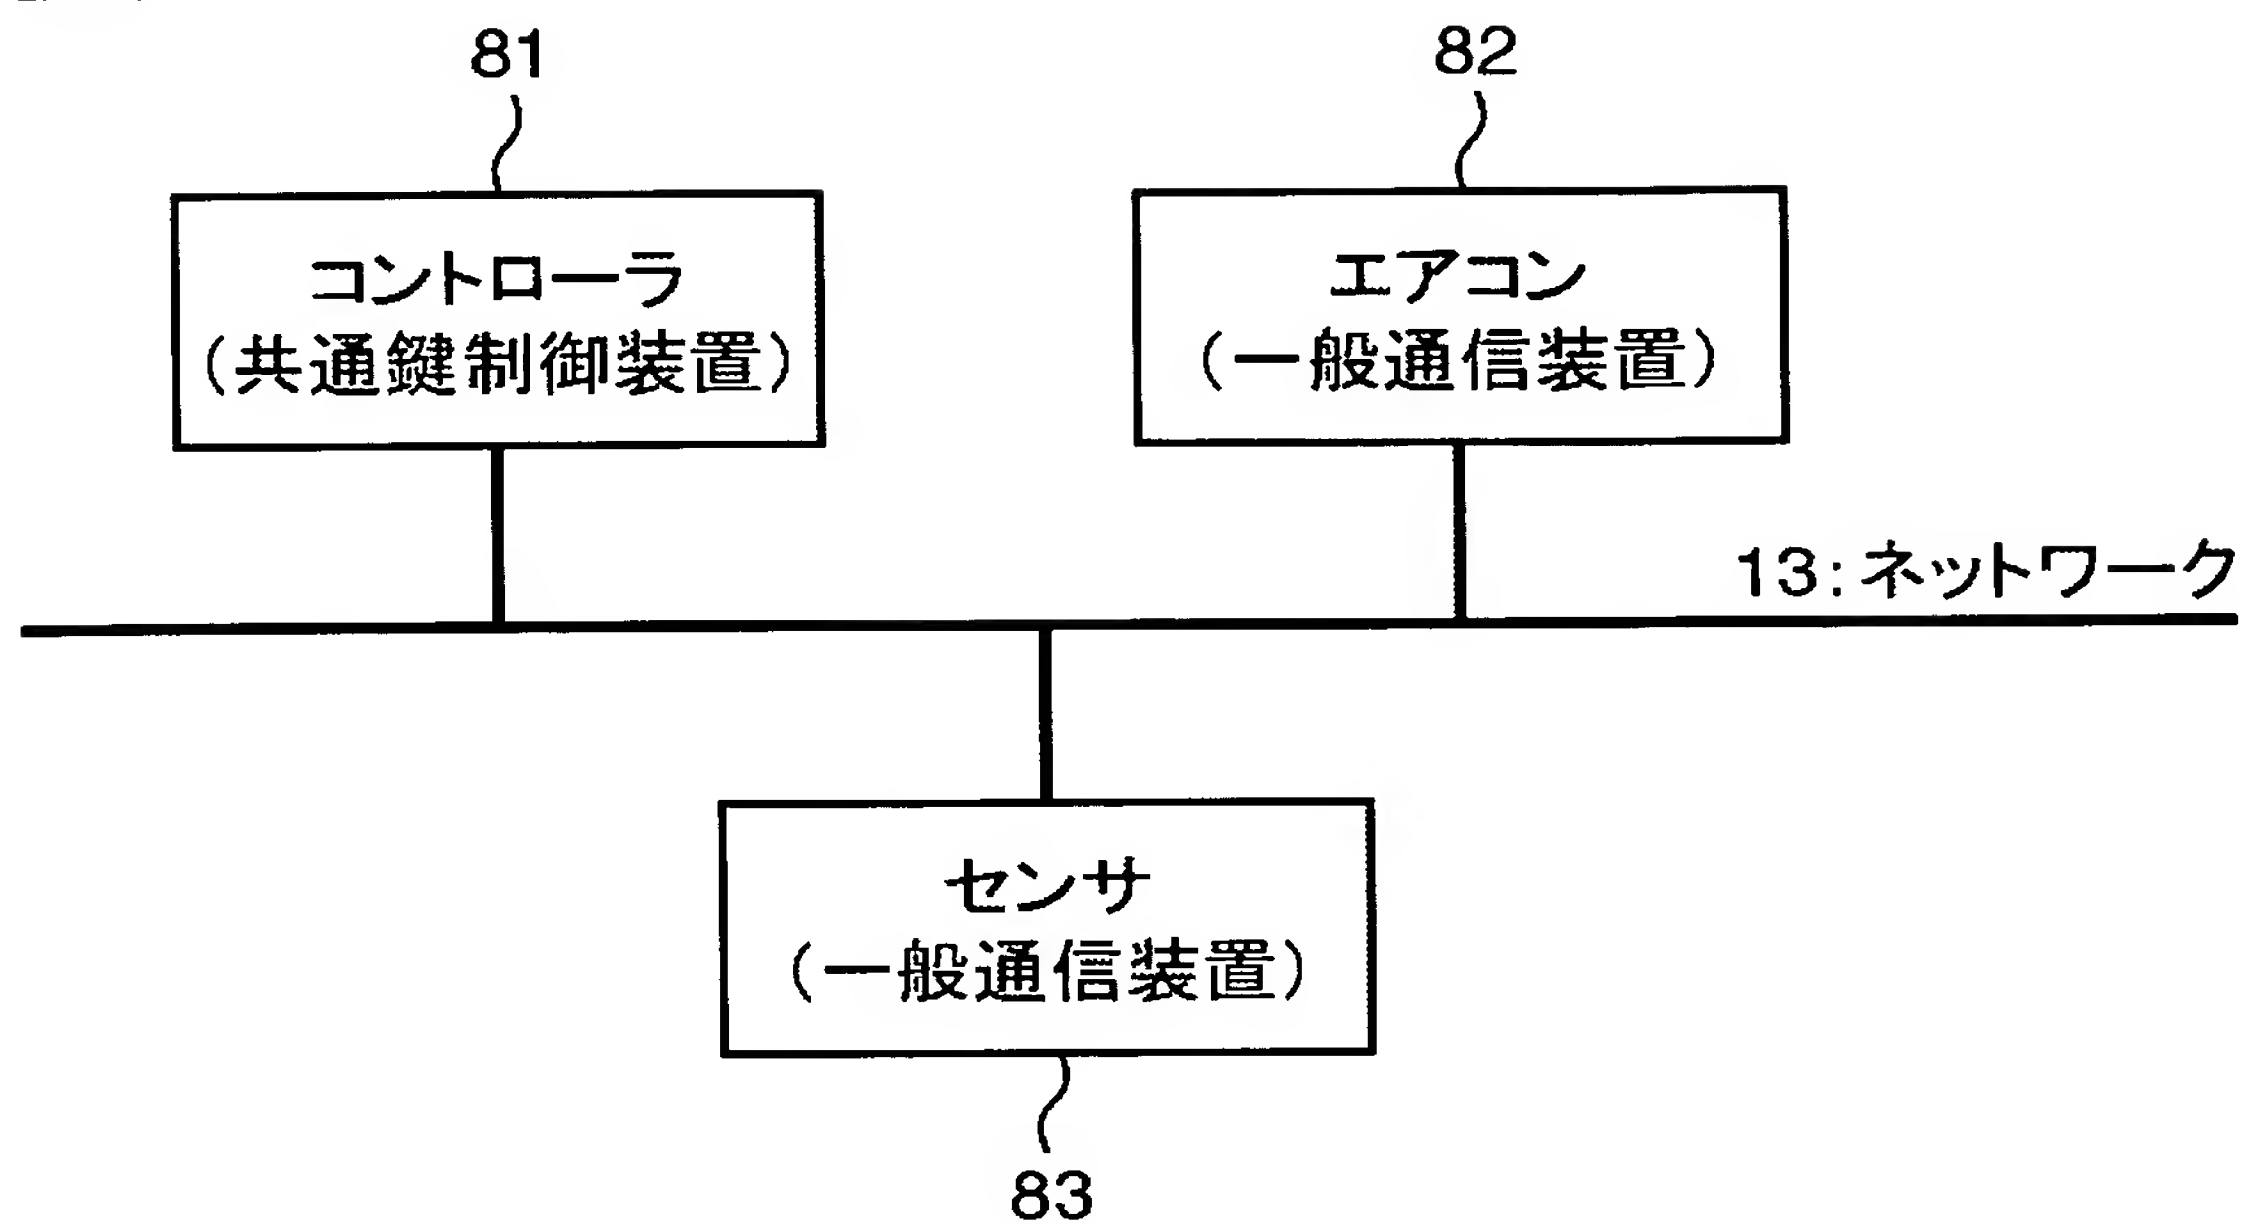 81
82
コントローラ
(共通鍵制御装置)
エアコン
(一般通信装置)
13:ネットワーク
センサ
(一般通信装置)
83